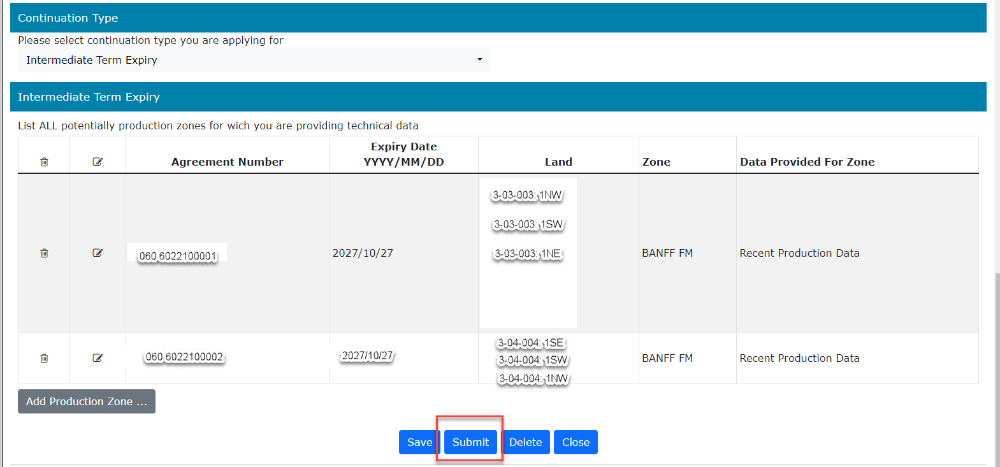 Continuation Type
Please select continuation type you are applying for
Intermediate Term Expiry
Intermediate Term Expiry
List ALL potentially production zones for wich you are providing technical data
Agreement Number
Expiry Date
YYYY/MM/DD
Land
Zone
Data Provided For Zone
060 6022100001
2027/10/27
3-03-003: 1NW
3-03-003: 1SW
3-03-003: 1NE
BANFF FM
Recent Production Data
060 6022100002
2027/10/27
3-04-004: 1SE
3-04-004: 1SW
3-04-004: 1NW
BANFF FM
Recent Production Data
Add Production Zone ...
Save
Submit
Delete
Close